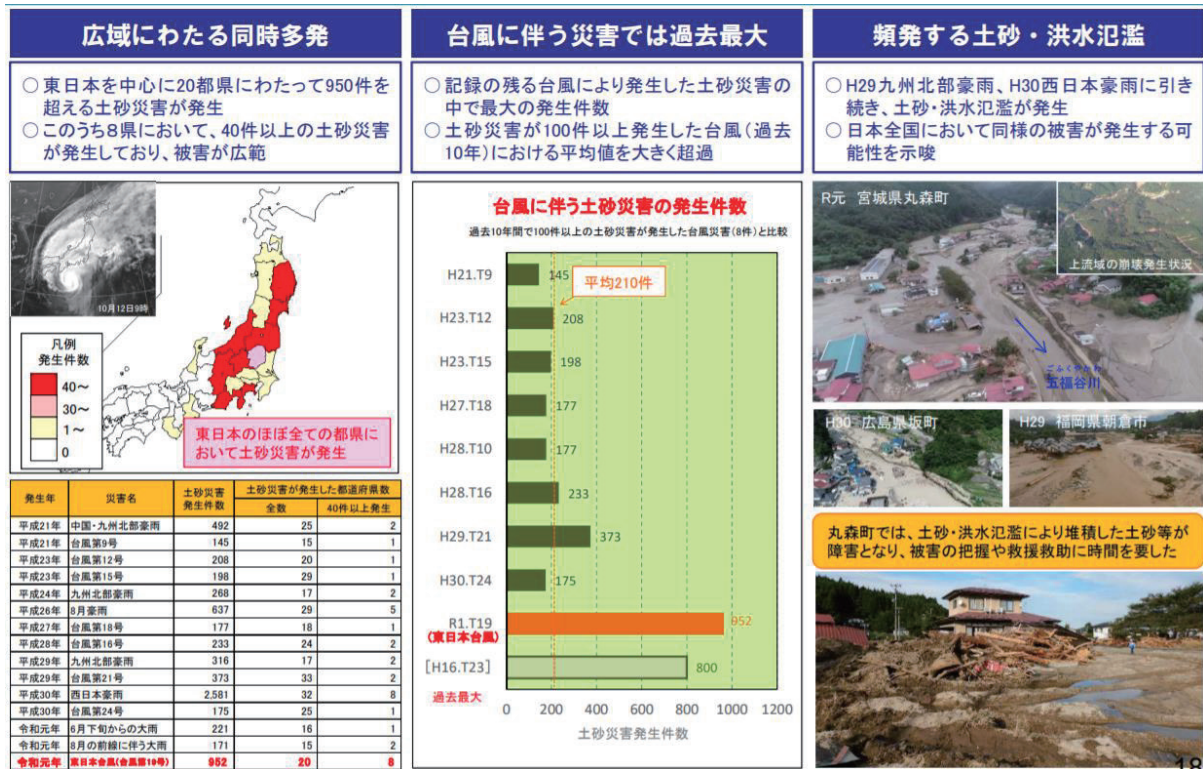 広域にわたる同時多発
○ 東日本を中心に20都県にわたって950件を
超える土砂災害が発生
○ このうち8県において、40件以上の土砂災害
が発生しており、被害が広範
10月12日9時
凡例
発生件数
40～
30～
1～
0
東日本のほぼ全ての都県に
おいて土砂災害が発生
発生年 災害名 土砂災害発生件数 土砂災害が発生した都道府県数
全数 40件以上発生
平成21年 中国・九州北部豪雨 492 25 2
平成21年 台風第9号 145 15 1
平成23年 台風第12号 208 20 1
平成23年 台風第15号 198 29 1
平成24年 九州北部豪雨 268 17 2
平成26年 8月豪雨 637 29 5
平成27年 台風第18号 177 18 1
平成28年 台風第16号 233 24 2
平成29年 九州北部豪雨 316 17 2
平成29年 台風第21号 373 33 2
平成30年 西日本豪雨 2,581 32 8
平成30年 台風第24号 175 25 1
令和元年 6月下旬からの大雨 221 16 1
令和元年 8月の前線に伴う大雨 171 15 2
令和元年 東日本台風(台風第19号) 952 20 8
台風に伴う災害では過去最大
○ 記録の残る台風により発生した土砂災害の
中で最大の発生件数
○ 土砂災害が100件以上発生した台風（過去
10年）における平均値を大きく超過
台風に伴う土砂災害の発生件数
過去10年間で100件以上の土砂災害が発生した台風災害(8件)と比較
平均210件
H21.T9 145
H23.T12 208
H23.T15 198
H27.T18 177
H28.T10 177
H28.T16 233
H29.T21 373
H30.T24 175
R1.T19 952
(東日本台風)
[H16.T23] 800
過去最大
0 200 400 600 800 1000 1200
土砂災害発生件数
頻発する土砂・洪水氾濫
○ H29九州北部豪雨、H30西日本豪雨に引き
続き、土砂・洪水氾濫が発生
○ 日本全国において同様の被害が発生する可
能性を示唆
R元 宮城県丸森町
上流域の崩壊発生状況
ごふくやがわ
五福谷川
H30 広島県坂町
H29 福岡県朝倉市
丸森町では、土砂・洪水氾濫により堆積した土砂等が
障害となり、被害の把握や救援救助に時間を要した
18